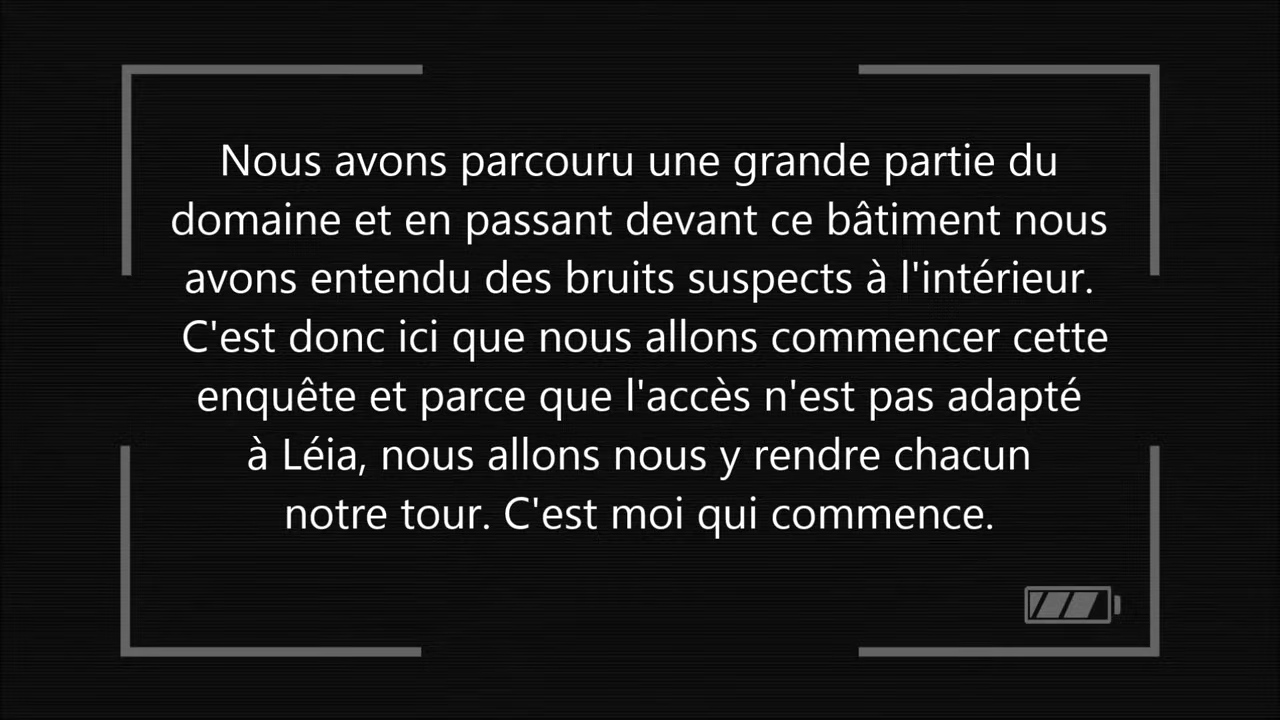 Nous avons parcouru une grande partie du
domaine et en passant devant ce bâtiment nous
avons entendu des bruits suspects à l'intérieur.
C'est donc ici que nous allons commencer cette
enquête et parce que l'accès n'est pas adapté
à Léia, nous allons nous y rendre chacun
notre tour. C'est moi qui commence.